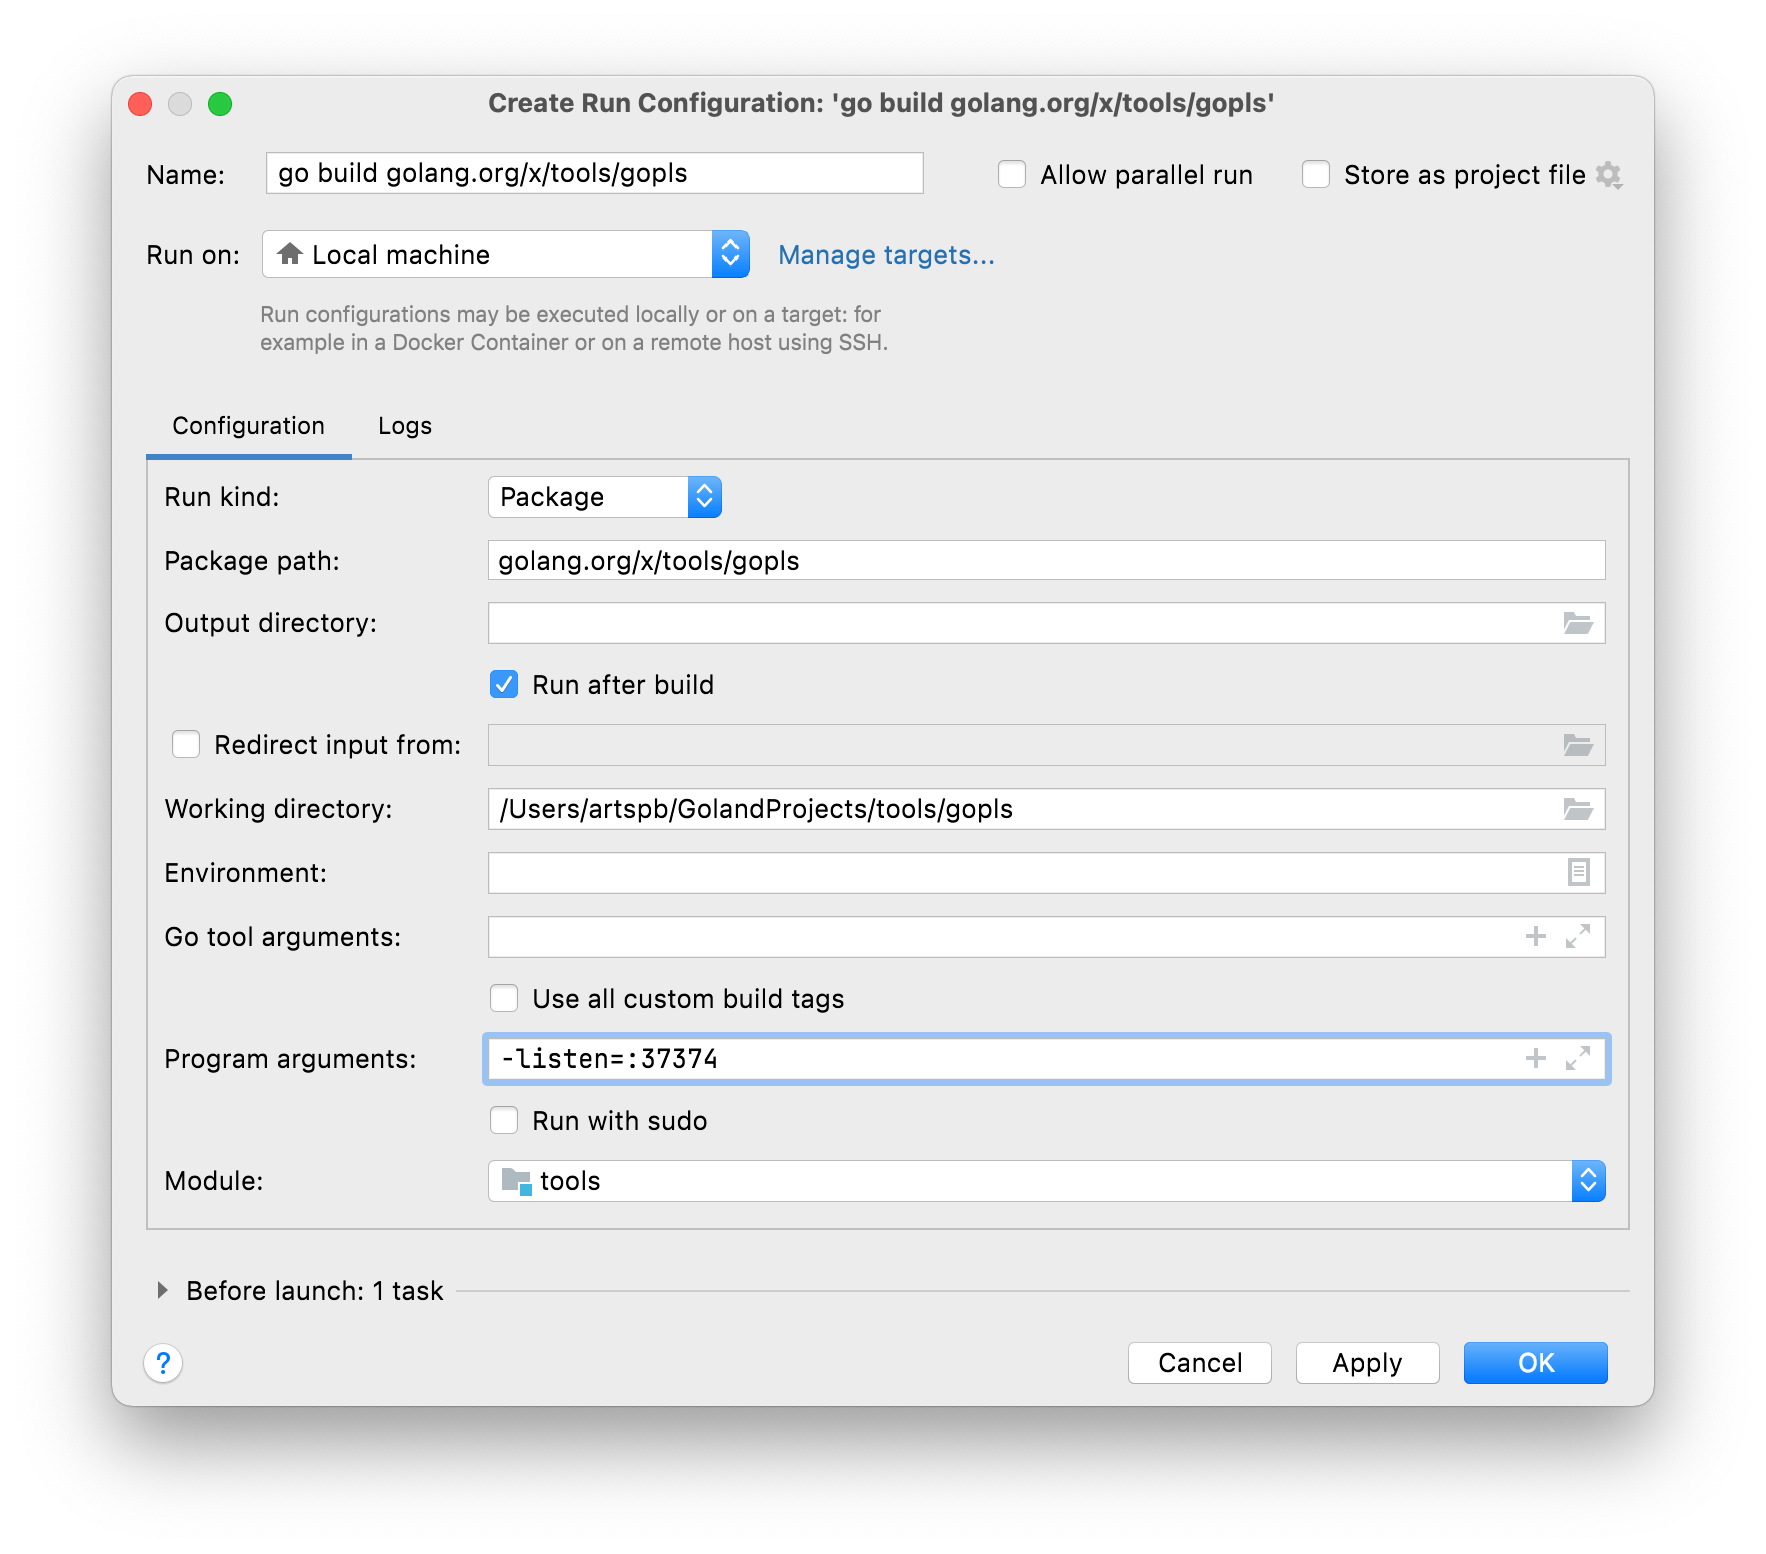 Create Run Configuration: 'go build golang.org/x/tools/gopls'
Name: go build golang.org/x/tools/gopls Allow parallel run Store as project file
Run on: Local machine Manage targets...
Run configurations may be executed locally or on a target: for
example in a Docker Container or on a remote host using SSH.
Configuration Logs
Run kind: Package
Package path: golang.org/x/tools/gopls
Output directory:
Run after build
Redirect input from:
Working directory: /Users/artspb/GolandProjects/tools/gopls
Environment:
Go tool arguments:
Use all custom build tags
Program arguments: -listen=:37374
Run with sudo
Module: tools
Before launch: 1 task
? Cancel Apply OK